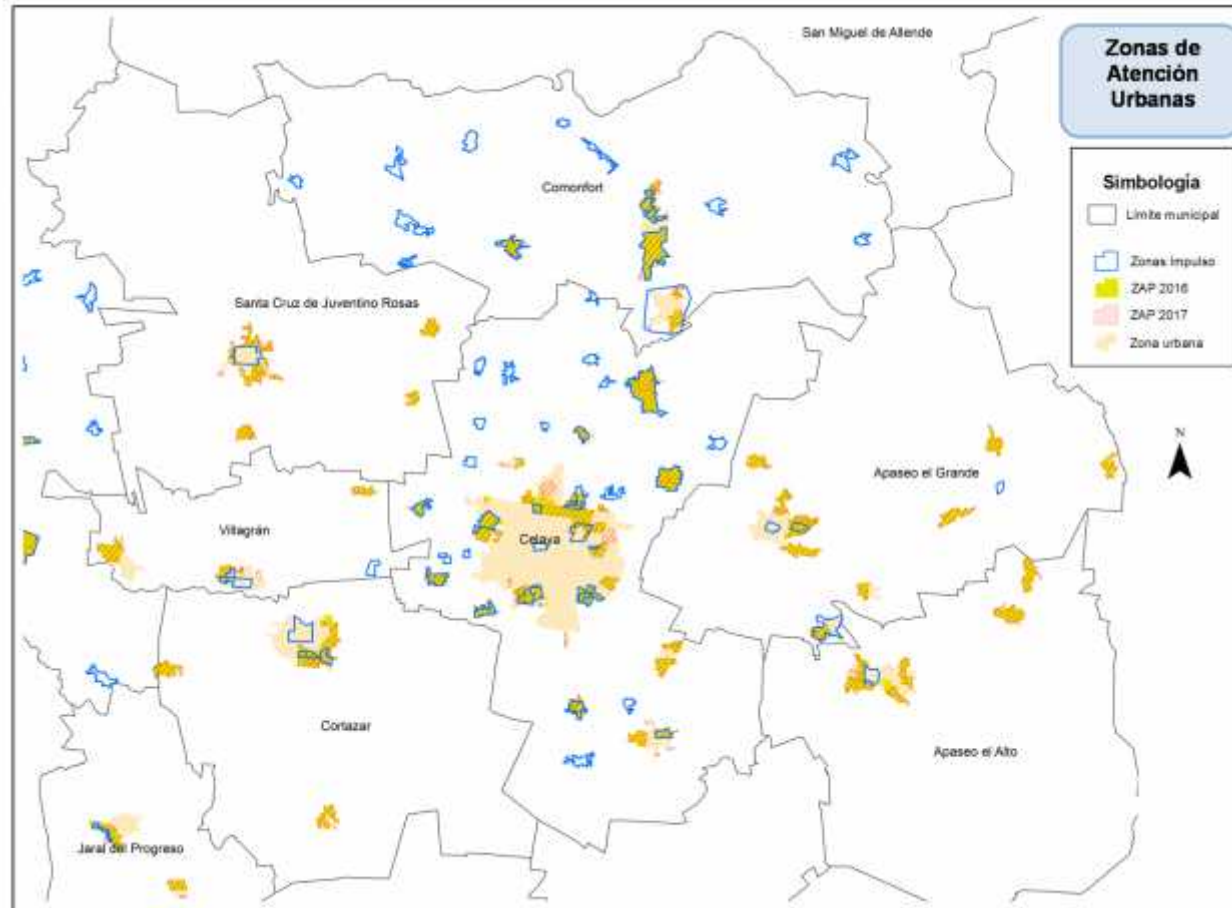 San Miguel de Allende
Zonas de
Atención
Urbanas
Simbología
Límite municipal
Zonas Impulso
ZAP 2016
ZAP 2017
Zona urbana
Comonfort
Santa Cruz de Juventino Rosas
N
Apaseo el Grande
Villagrán
Celaya
Cortazar
Apaseo el Alto
Jaral del Progreso